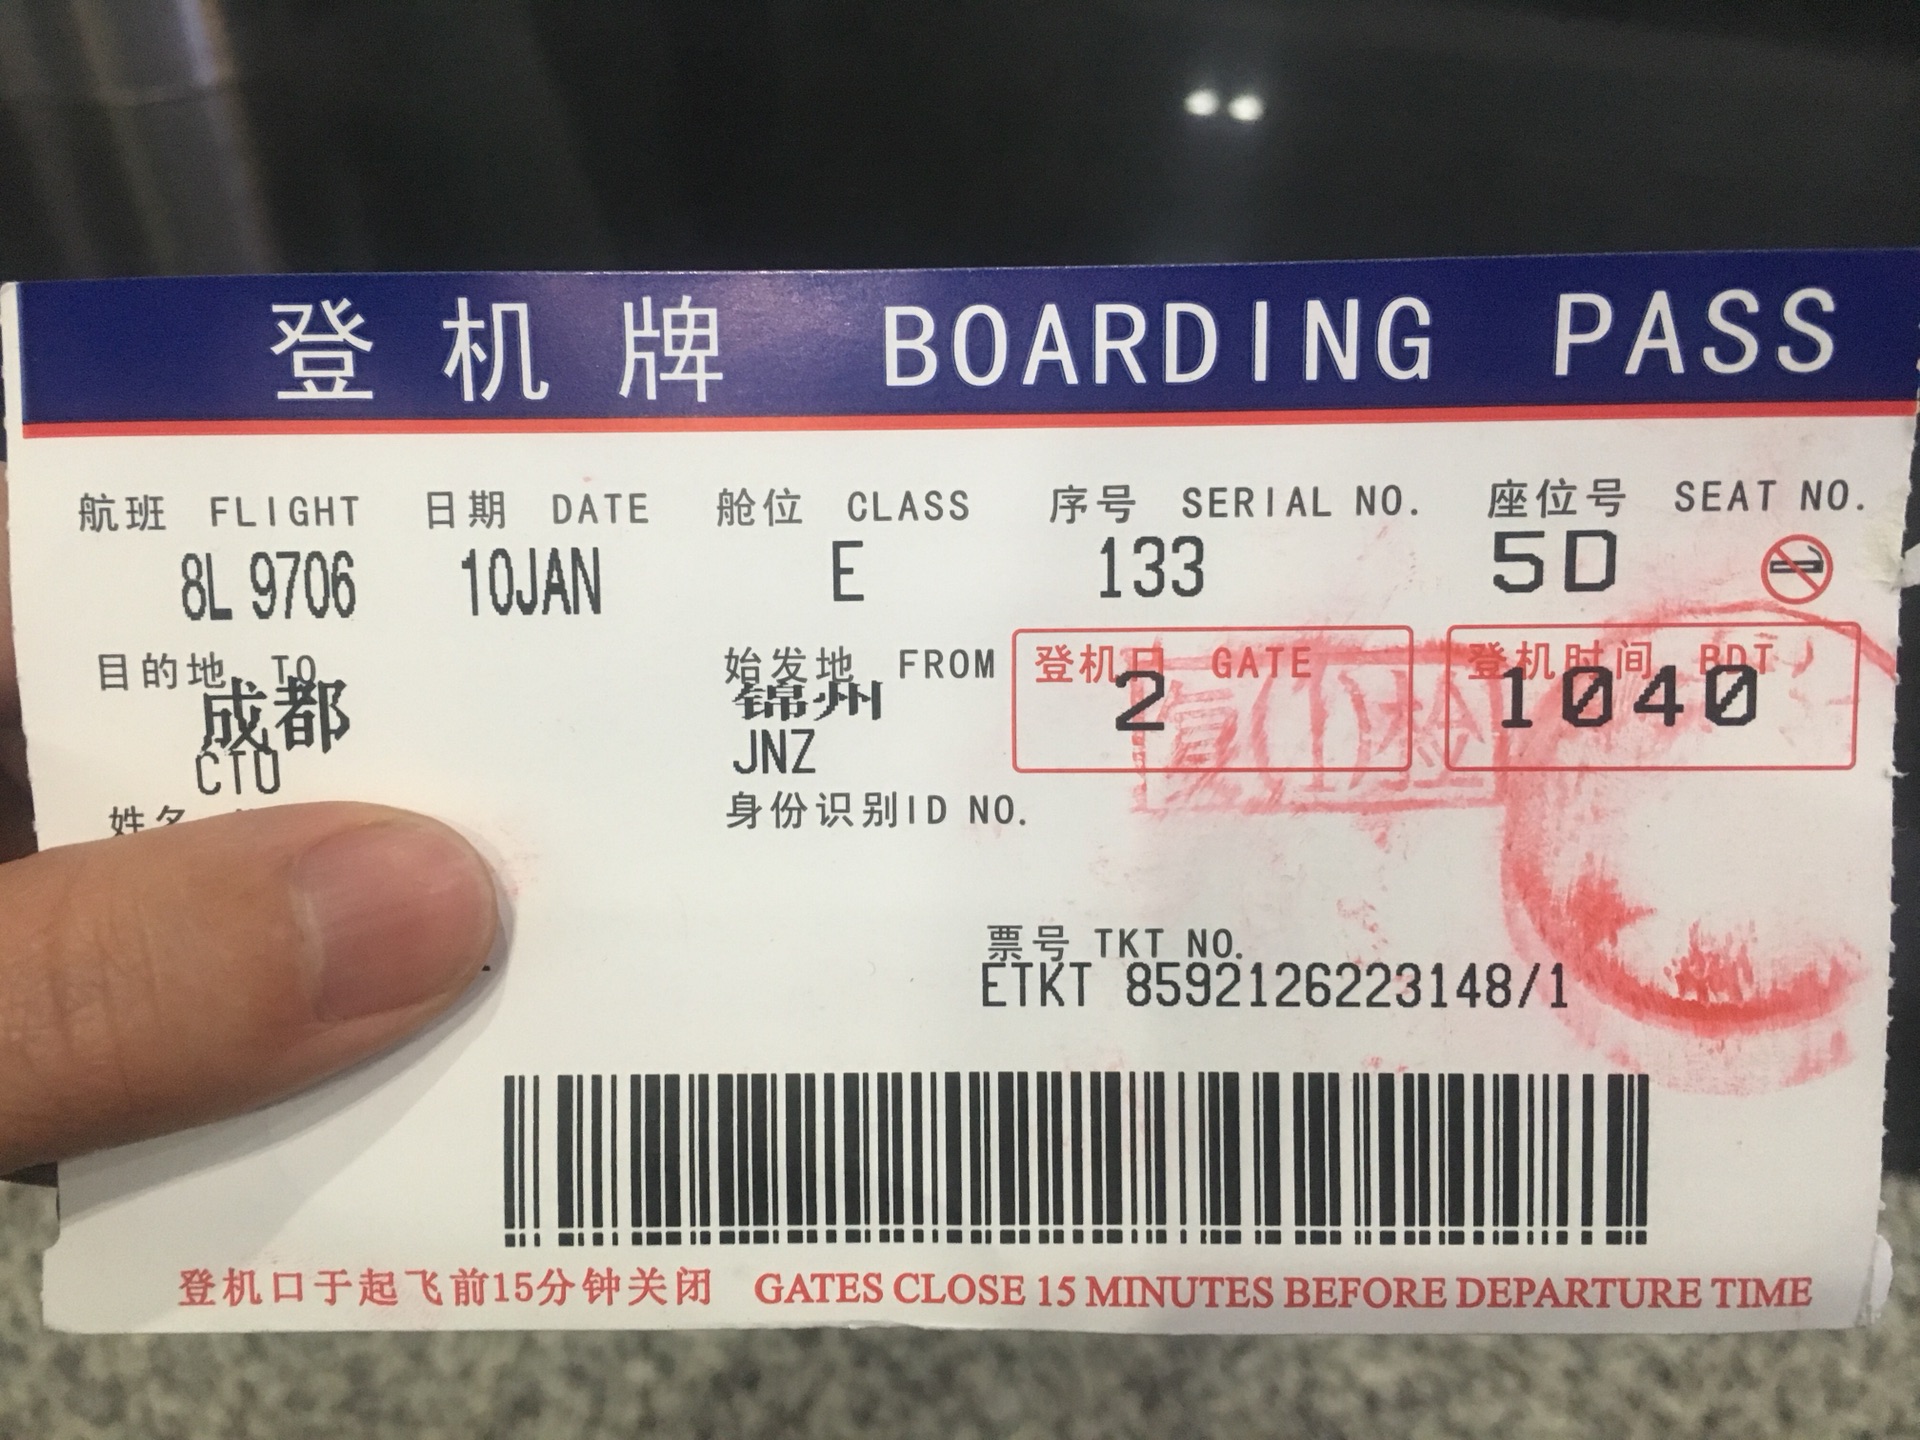 登机牌 BOARDING PASS
航班 FLIGHT 日期 DATE 舱位 CLASS 序号 SERIAL NO. 座位号 SEAT NO.
8L 9706 10JAN E 133 5D
目的地 TO 始发地 FROM 登机口 GATE 登机时间 BDT
成都 锦州 2 1040
CTU JNZ
姓名 身份识别ID NO.
票号 TKT NO.
ETKT 8592126223148/1
登机口于起飞前15分钟关闭 GATES CLOSE 15 MINUTES BEFORE DEPARTURE TIME